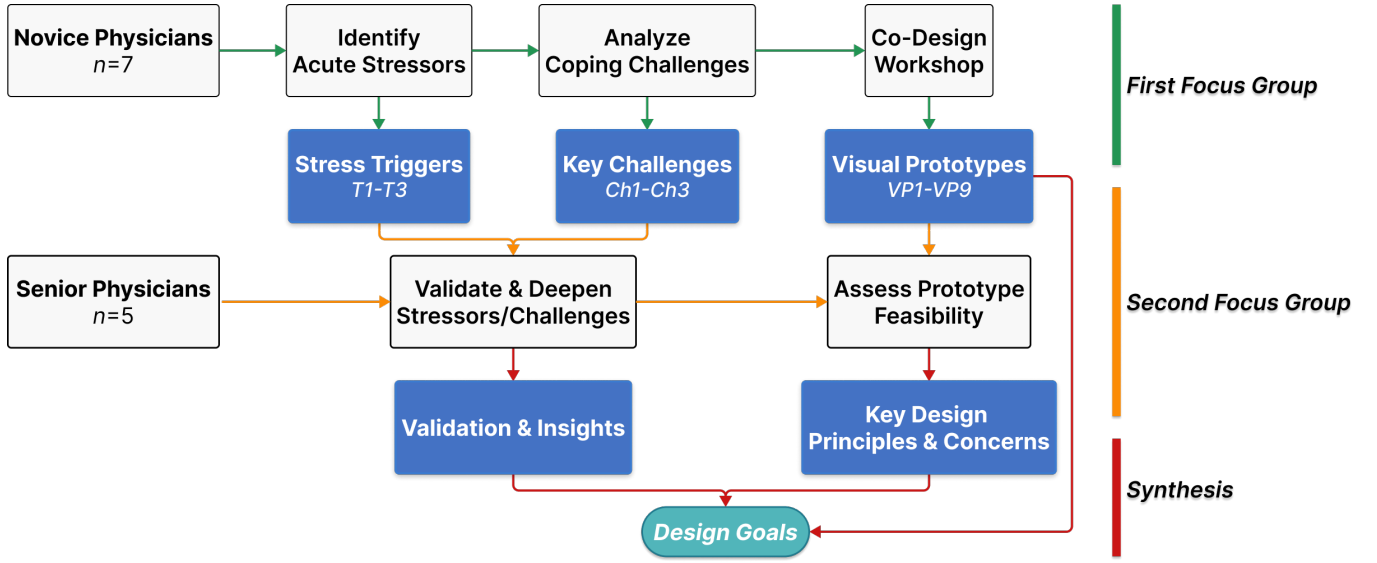 Novice Physicians
n=7
Identify
Acute Stressors
Analyze
Coping Challenges
Co-Design
Workshop
First Focus Group
Stress Triggers
T1-T3
Key Challenges
Ch1-Ch3
Visual Prototypes
VP1-VP9
Senior Physicians
n=5
Validate & Deepen
Stressors/Challenges
Assess Prototype
Feasibility
Second Focus Group
Validation & Insights
Key Design
Principles & Concerns
Synthesis
Design Goals